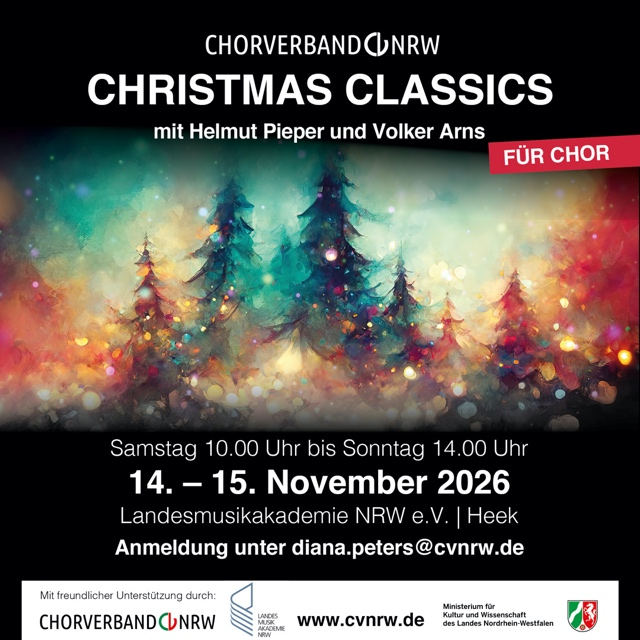 CHORVERBAND NRW
CHRISTMAS CLASSICS
mit Helmut Pieper und Volker Arns
FÜR CHOR
Samstag 10.00 Uhr bis Sonntag 14.00 Uhr
14. – 15. November 2026
Landesmusikakademie NRW e.V. | Heek
Anmeldung unter diana.peters@cvnrw.de
Mit freundlicher Unterstützung durch:
CHORVERBAND NRW
LANDES
MUSIK
AKADEMIE
NRW
www.cvnrw.de
Ministerium für
Kultur und Wissenschaft
des Landes Nordrhein-Westfalen